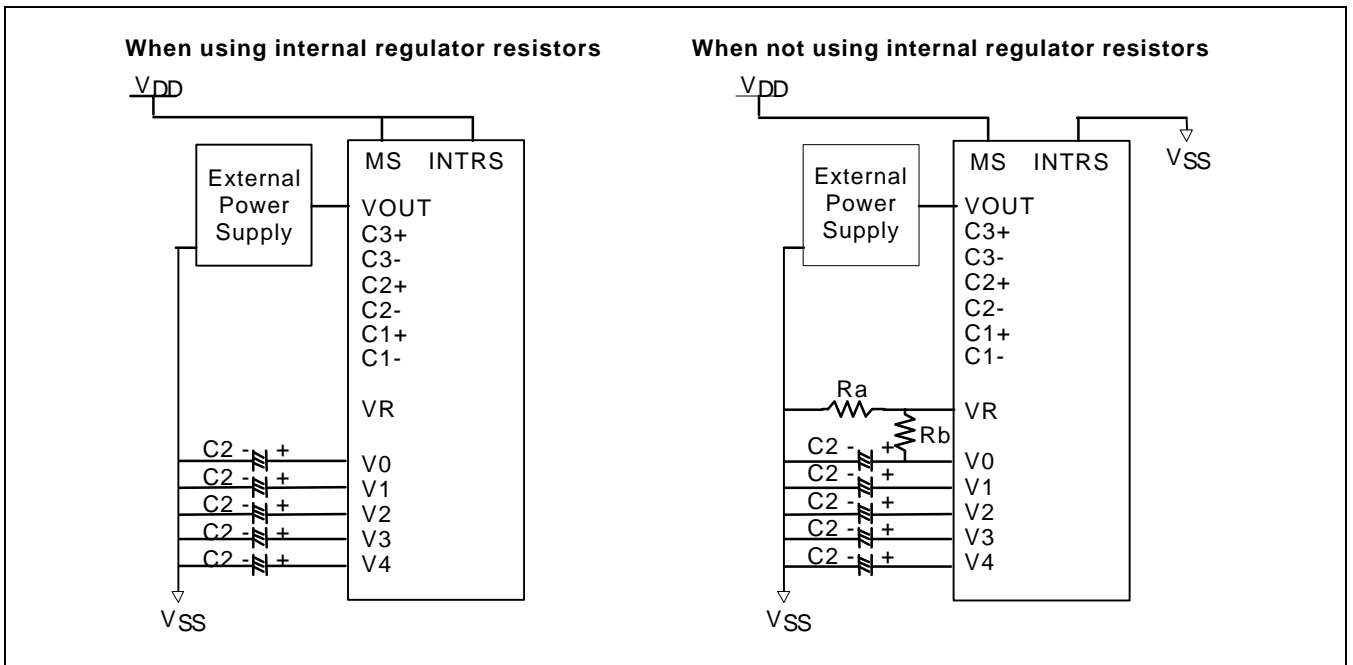 When using internal regulator resistors
VDD
MS INTRS
External
Power
Supply
VOUT
C3+
C3-
C2+
C2-
C1+
C1-
VR
C2 - + V0
C2 - + V1
C2 - + V2
C2 - + V3
C2 - + V4
VSS
When not using internal regulator resistors
VDD
VSS
MS INTRS
External
Power
Supply
VOUT
C3+
C3-
C2+
C2-
C1+
C1-
Ra
VR
Rb
C2 - + V0
C2 - + V1
C2 - + V2
C2 - + V3
C2 - + V4
VSS